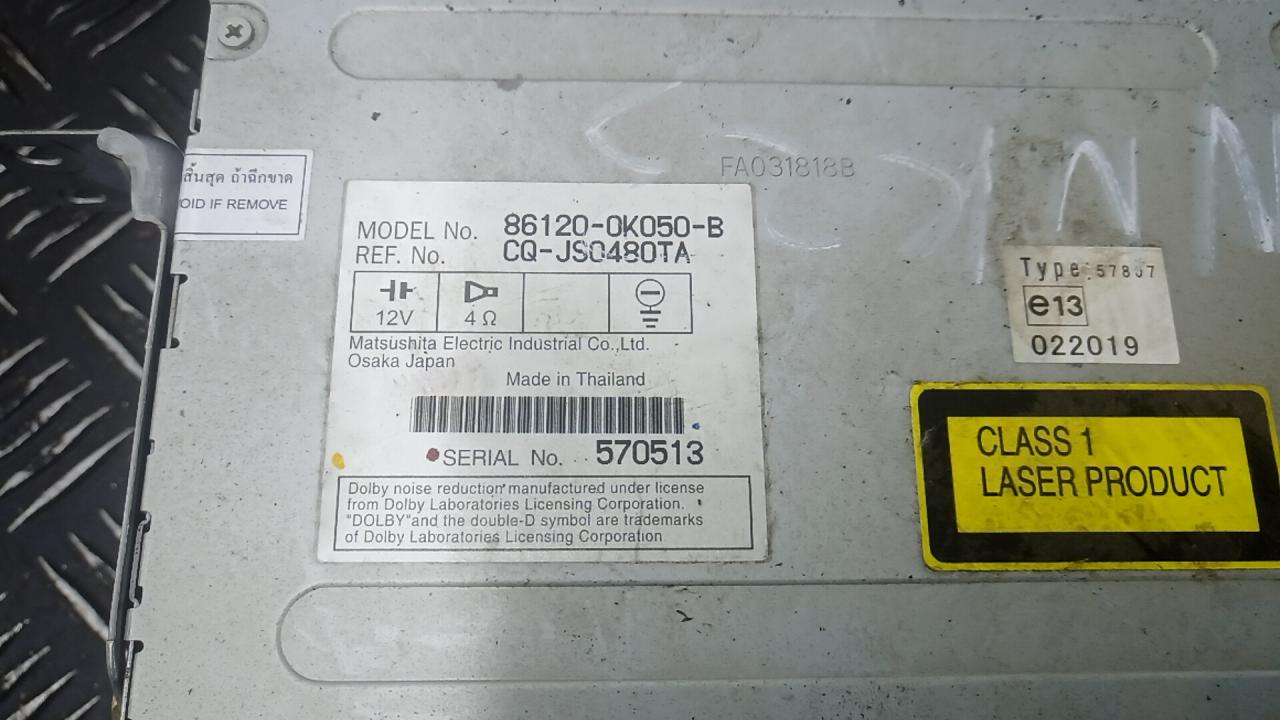 FA031818B
สิ้นสุด ถ้าฉีกขาด
OID IF REMOVE
MODEL No. 86120-0K050-B
REF. No. CQ-JS0480TA
12V 4 Ω
Matsushita Electric Industrial Co.,Ltd.
Osaka Japan
Made in Thailand
SERIAL No. 570513
Dolby noise reduction manufactured under license
from Dolby Laboratories Licensing Corporation.
"DOLBY"and the double-D symbol are trademarks
of Dolby Laboratories Licensing Corporation
Type:57807
e13
022019
CLASS 1
LASER PRODUCT